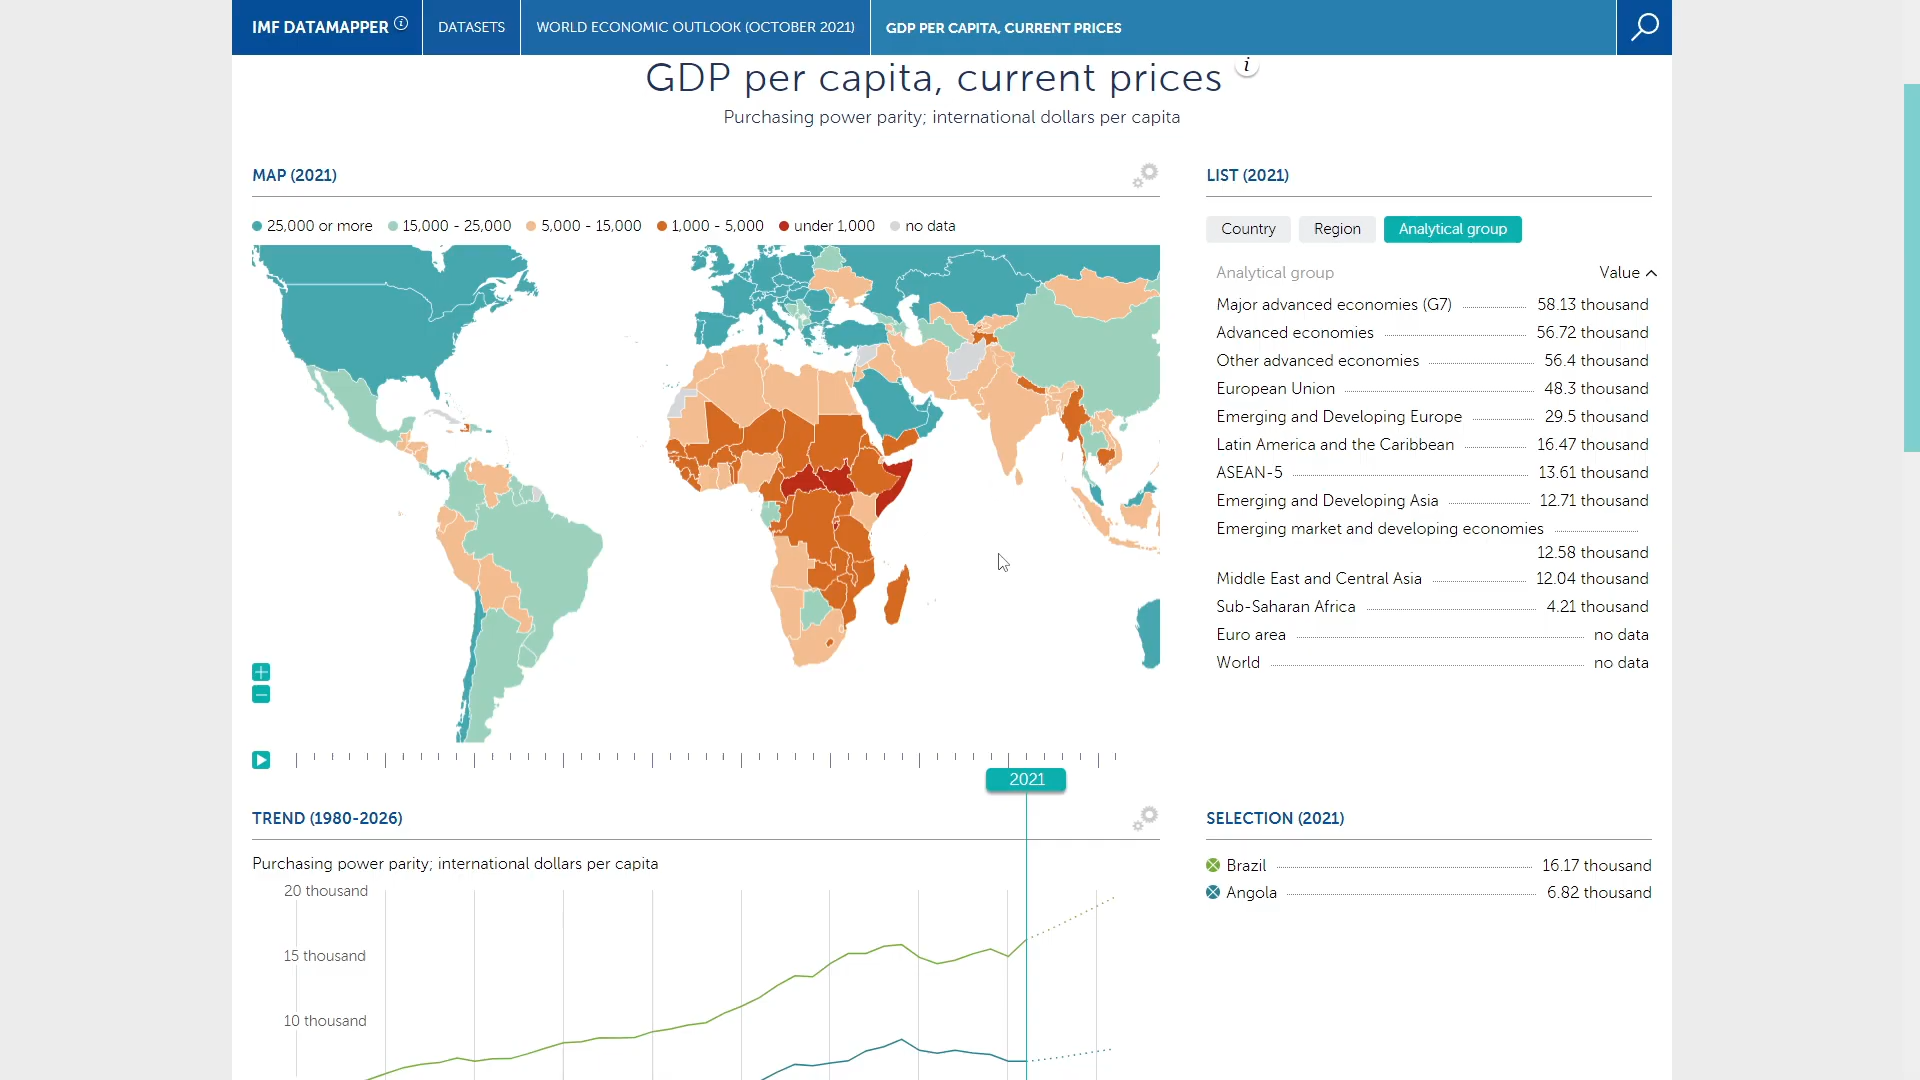 IMF DATAMAPPER i
DATASETS
WORLD ECONOMIC OUTLOOK (OCTOBER 2021)
GDP PER CAPITA, CURRENT PRICES
GDP per capita, current prices i
Purchasing power parity; international dollars per capita
MAP (2021)
25,000 or more 15,000 - 25,000 5,000 - 15,000 1,000 - 5,000 under 1,000 no data
2021
LIST (2021)
Country Region Analytical group
Analytical group Value
Major advanced economies (G7) 58.13 thousand
Advanced economies 56.72 thousand
Other advanced economies 56.4 thousand
European Union 48.3 thousand
Emerging and Developing Europe 29.5 thousand
Latin America and the Caribbean 16.47 thousand
ASEAN-5 13.61 thousand
Emerging and Developing Asia 12.71 thousand
Emerging market and developing economies
12.58 thousand
Middle East and Central Asia 12.04 thousand
Sub-Saharan Africa 4.21 thousand
Euro area no data
World no data
TREND (1980-2026)
Purchasing power parity; international dollars per capita
20 thousand
15 thousand
10 thousand
SELECTION (2021)
Brazil 16.17 thousand
Angola 6.82 thousand